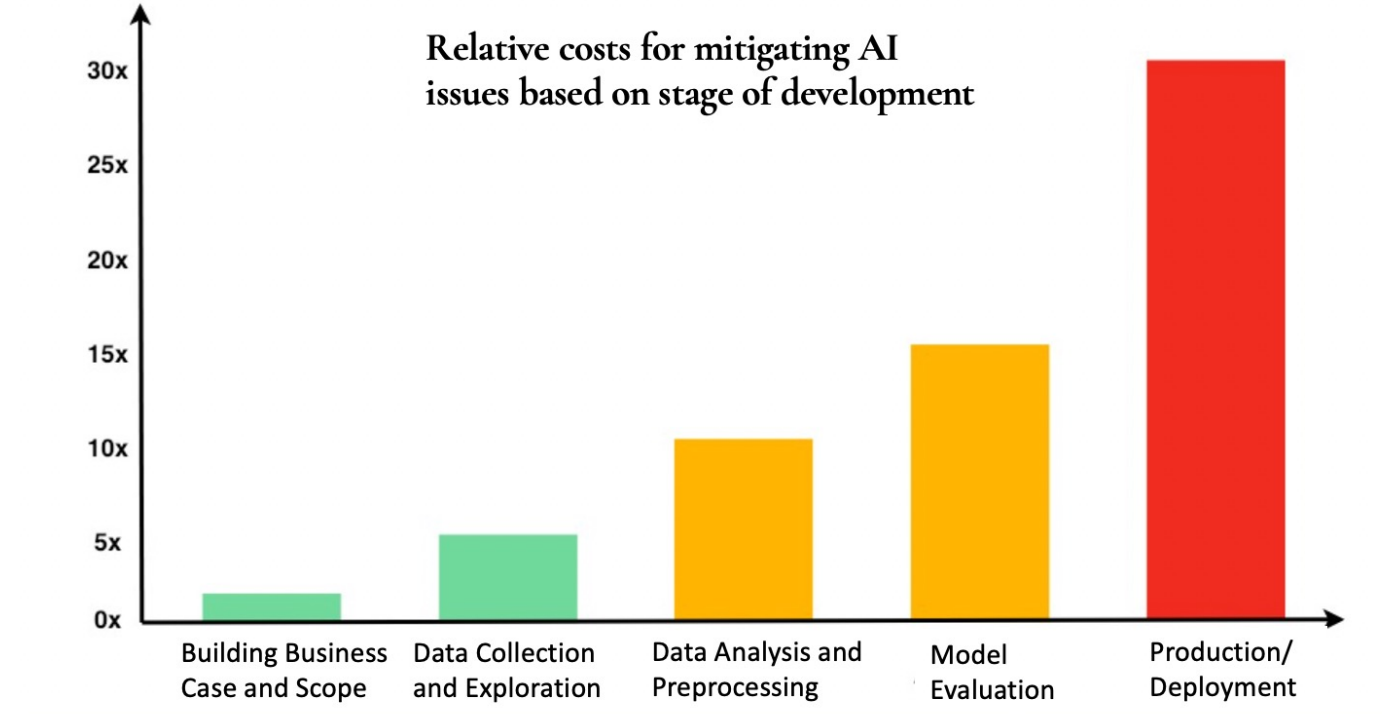 Relative costs for mitigating AI
issues based on stage of development
30x
25x
20x
15x
10x
5x
0x
Building Business
Case and Scope
Data Collection
and Exploration
Data Analysis and
Preprocessing
Model
Evaluation
Production/
Deployment